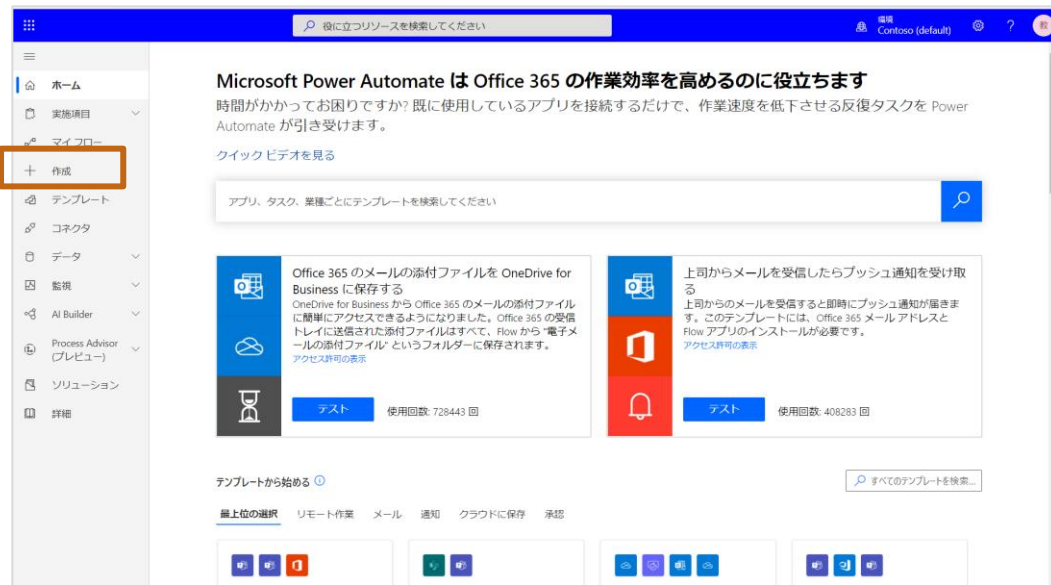 役に立つリソースを検索してください
環境
Contoso (default)
?
教
ホーム
実施項目
マイ フロー
作成
テンプレート
コネクタ
データ
監視
AI Builder
Process Advisor
(プレビュー)
ソリューション
詳細
Microsoft Power Automate は Office 365 の作業効率を高めるのに役立ちます
時間がかかってお困りですか? 既に使用しているアプリを接続するだけで、作業速度を低下させる反復タスクを Power
Automate が引き受けます。
クイック ビデオを見る
アプリ、タスク、業種ごとにテンプレートを検索してください
Office 365 のメールの添付ファイルを OneDrive for
Business に保存する
OneDrive for Business から Office 365 のメールの添付ファイル
に簡単にアクセスできるようになりました。Office 365 の受信
トレイに送信された添付ファイルはすべて、Flow から "電子メ
ールの添付ファイル" というフォルダーに保存されます。
アクセス許可の表示
テスト
使用回数: 728443 回
上司からメールを受信したらプッシュ通知を受け取
る
上司からのメールを受信すると即時にプッシュ通知が届きま
す。このテンプレートには、Office 365 メール アドレスと
Flow アプリのインストールが必要です。
アクセス許可の表示
テスト
使用回数: 408283 回
テンプレートから始める
すべてのテンプレートを検索...
最上位の選択 リモート作業 メール 通知 クラウドに保存 承認